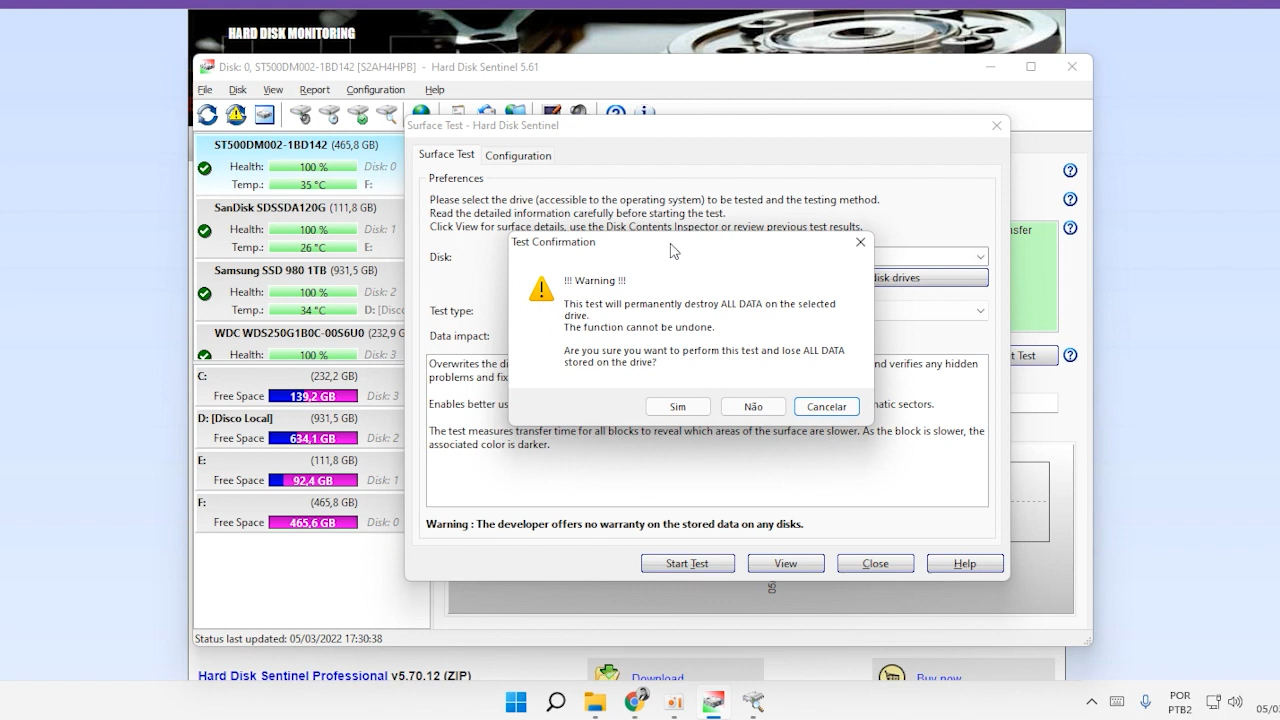 HARD DISK MONITORING
Disk: 0, ST500DM002-1BD142 [S2AH4HPB] - Hard Disk Sentinel 5.61
File Disk View Report Configuration Help
ST500DM002-1BD142 (465,8 GB)
Health: 100 % Disk: 0
Temp.: 35 °C F:
SanDisk SDSSDA120G (111,8 GB)
Health: 100 % Disk: 1
Temp.: 26 °C E:
Samsung SSD 980 1TB (931,5 GB)
Health: 100 % Disk: 2
Temp.: 34 °C D: [Disc
WDC WDS250G1B0C-00S6U0 (232,9 G
Health: 100 % Disk: 3
C: (232,2 GB)
Free Space 139,2 GB Disk: 3
D: [Disco Local] (931,5 GB)
Free Space 634,1 GB Disk: 2
E: (111,8 GB)
Free Space 92,4 GB Disk: 1
F: (465,8 GB)
Free Space 465,6 GB Disk: 0
Surface Test - Hard Disk Sentinel
Surface Test Configuration
Preferences
Please select the drive (accessible to the operating system) to be tested and the testing method.
Read the detailed information carefully before starting the test.
Click View for surface details, use the Disk Contents Inspector or review previous test results.
Disk:
disk drives
Test type:
Data impact:
Test Confirmation
!!! Warning !!!
This test will permanently destroy ALL DATA on the selected
drive.
The function cannot be undone.
Are you sure you want to perform this test and lose ALL DATA
stored on the drive?
Sim Não Cancelar
Overwrites the di nd verifies any hidden
problems and fix
Enables better us matic sectors.
The test measures transfer time for all blocks to reveal which areas of the surface are slower. As the block is slower, the
associated color is darker.
Warning : The developer offers no warranty on the stored data on any disks.
Start Test View Close Help
nsfer
t Test
05
Status last updated: 05/03/2022 17:30:38
Hard Disk Sentinel Professional v5.70.12 (ZIP) Download Buy now
POR
PTB2
05/0